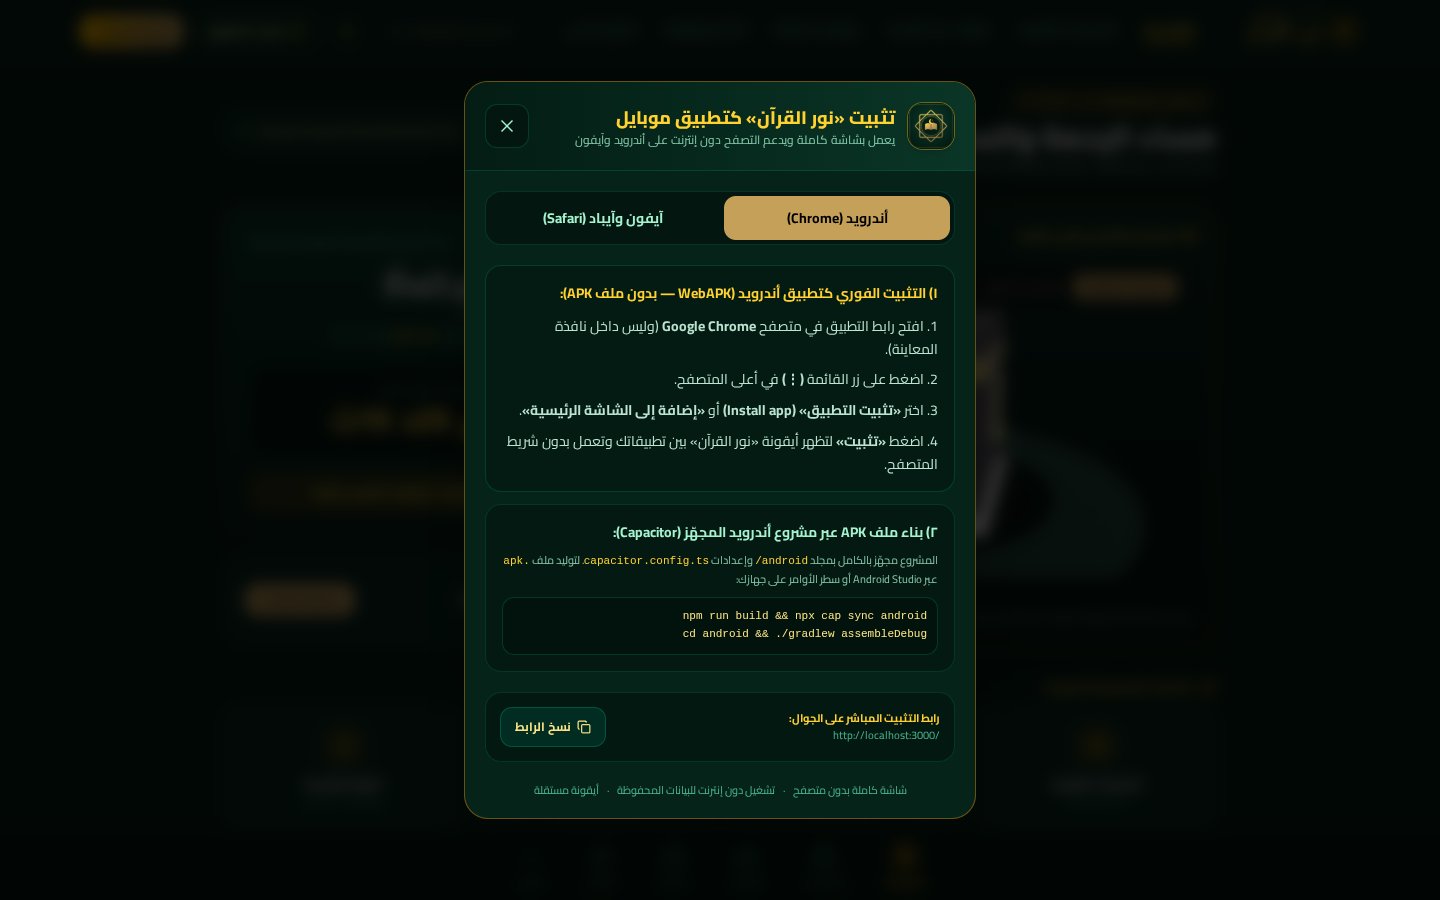 تثبيت «نور القرآن» كتطبيق موبايل
يعمل بشاشة كاملة ويدعم التصفح دون إنترنت على أندرويد وآيفون
أندرويد (Chrome)
آيفون وآيباد (Safari)
١) التثبيت الفوري كتطبيق أندرويد (WebAPK — بدون ملف APK):
1. افتح رابط التطبيق في متصفح Google Chrome (وليس داخل نافذة
المعاينة).
2. اضغط على زر القائمة (⋮) في أعلى المتصفح.
3. اختر «تثبيت التطبيق» (Install app) أو «إضافة إلى الشاشة الرئيسية».
4. اضغط «تثبيت» لتظهر أيقونة «نور القرآن» بين تطبيقاتك وتعمل بدون شريط
المتصفح.
٢) بناء ملف APK عبر مشروع أندرويد المجهّز (Capacitor):
المشروع مجهّز بالكامل بمجلد /android وإعدادات capacitor.config.ts. لتوليد ملف .apk
عبر Android Studio أو سطر الأوامر على جهازك:
npm run build && npx cap sync android
cd android && ./gradlew assembleDebug
رابط التثبيت المباشر على الجوال:
http://localhost:3000/
نسخ الرابط
شاشة كاملة بدون متصفح · تشغيل دون إنترنت للبيانات المحفوظة · أيقونة مستقلة